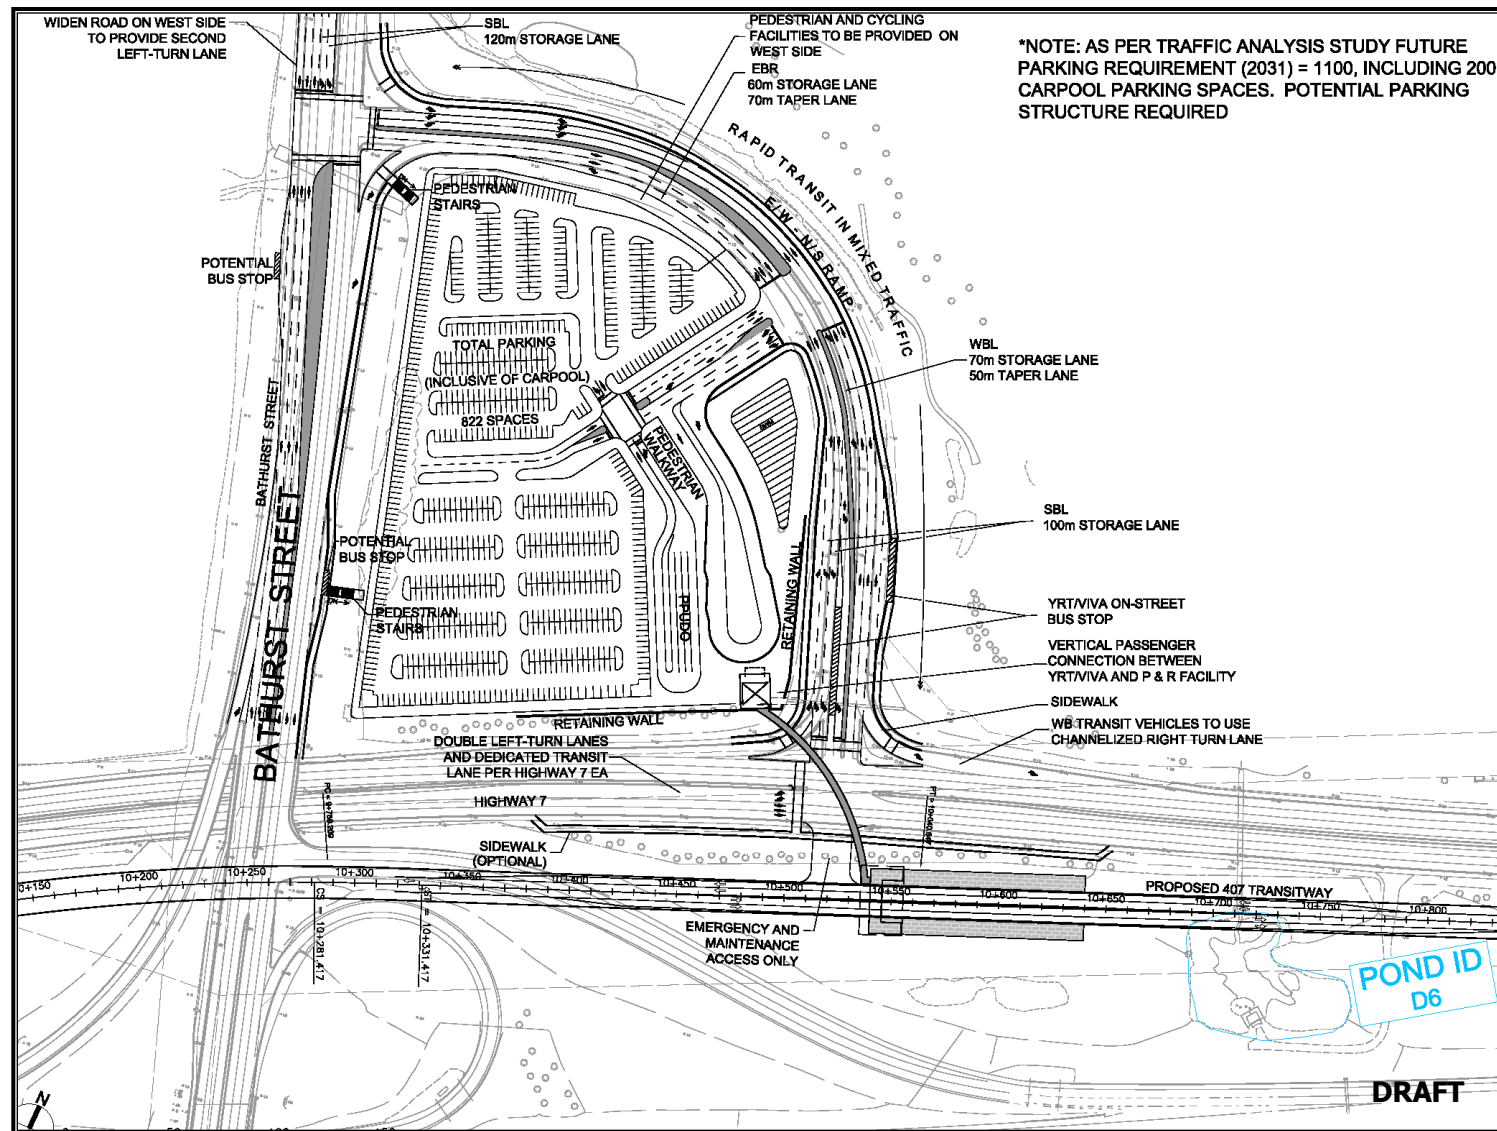 WIDEN ROAD ON WEST SIDE
TO PROVIDE SECOND
LEFT-TURN LANE
SBL
120m STORAGE LANE
PEDESTRIAN AND CYCLING
FACILITIES TO BE PROVIDED ON
WEST SIDE
EBR
60m STORAGE LANE
70m TAPER LANE
*NOTE: AS PER TRAFFIC ANALYSIS STUDY FUTURE
PARKING REQUIREMENT (2031) = 1100, INCLUDING 200
CARPOOL PARKING SPACES. POTENTIAL PARKING
STRUCTURE REQUIRED
RAPID TRANSIT IN MIXED TRAFFIC
E/W - N/S RAMP
PEDESTRIAN
STAIRS
POTENTIAL
BUS STOP
TOTAL PARKING
(INCLUSIVE OF CARPOOL)
822 SPACES
WBL
70m STORAGE LANE
50m TAPER LANE
PEDESTRIAN
WALKWAY
BATHURST STREET
BATHURST STREET
POTENTIAL
BUS STOP
PEDESTRIAN
STAIRS
PPUDO
RETAINING WALL
SBL
100m STORAGE LANE
YRT/VIVA ON-STREET
BUS STOP
VERTICAL PASSENGER
CONNECTION BETWEEN
YRT/VIVA AND P & R FACILITY
SIDEWALK
WB TRANSIT VEHICLES TO USE
CHANNELIZED RIGHT TURN LANE
RETAINING WALL
DOUBLE LEFT-TURN LANES
AND DEDICATED TRANSIT
LANE PER HIGHWAY 7 EA
HIGHWAY 7
SIDEWALK
(OPTIONAL)
10+150
10+200
10+250
10+300
10+350
10+400
10+450
10+500
10+550
10+600
10+650
10+700
10+750
10+800
PROPOSED 407 TRANSITWAY
CS = 10+281.417
10+331.417
EMERGENCY AND
MAINTENANCE
ACCESS ONLY
POND ID
D6
DRAFT
N